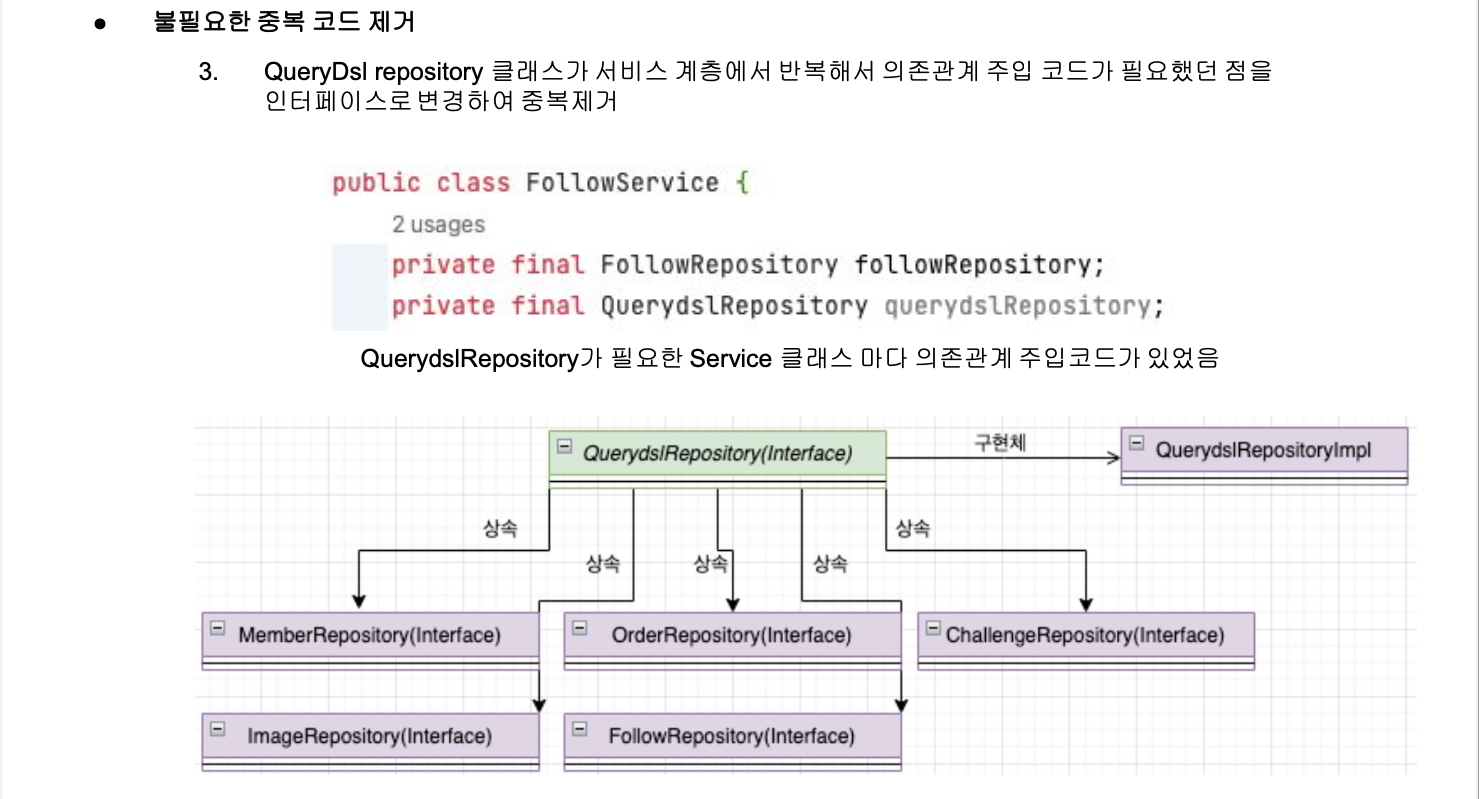 ● 불필요한 중복 코드 제거
3. QueryDsl repository 클래스가 서비스 계층에서 반복해서 의존관계 주입 코드가 필요했던 점을
인터페이스로 변경하여 중복제거
public class FollowService {
2 usages
private final FollowRepository followRepository;
private final QuerydslRepository querydslRepository;
QuerydslRepository가 필요한 Service 클래스 마다 의존관계 주입코드가 있었음
QuerydslRepository(Interface)
구현체
QuerydslRepositoryImpl
상속
상속
상속
상속
상속
MemberRepository(Interface)
OrderRepository(Interface)
ChallengeRepository(Interface)
ImageRepository(Interface)
FollowRepository(Interface)